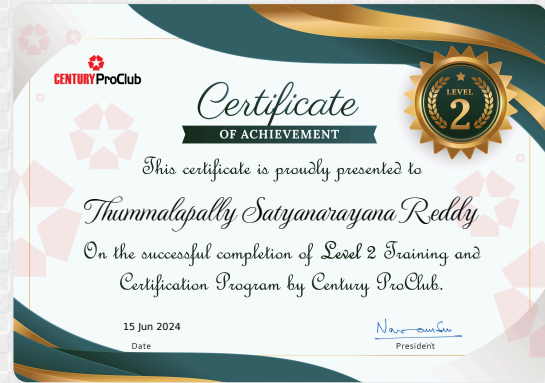 CENTURY ProClub
LEVEL
2
Certificate
OF ACHIEVEMENT
This certificate is proudly presented to
Thummalapally Satyanarayana Reddy
On the successful completion of Level 2 Training and
Certification Program by Century ProClub.
15 Jun 2024
Date
President